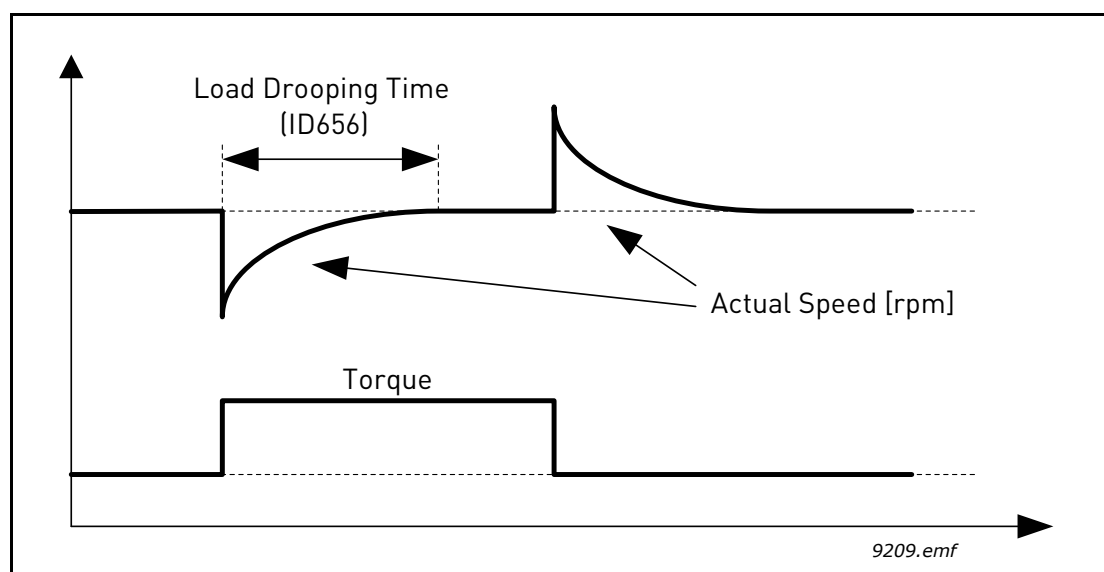 Load Drooping Time
(ID656)
Actual Speed [rpm]
Torque
9209.emf